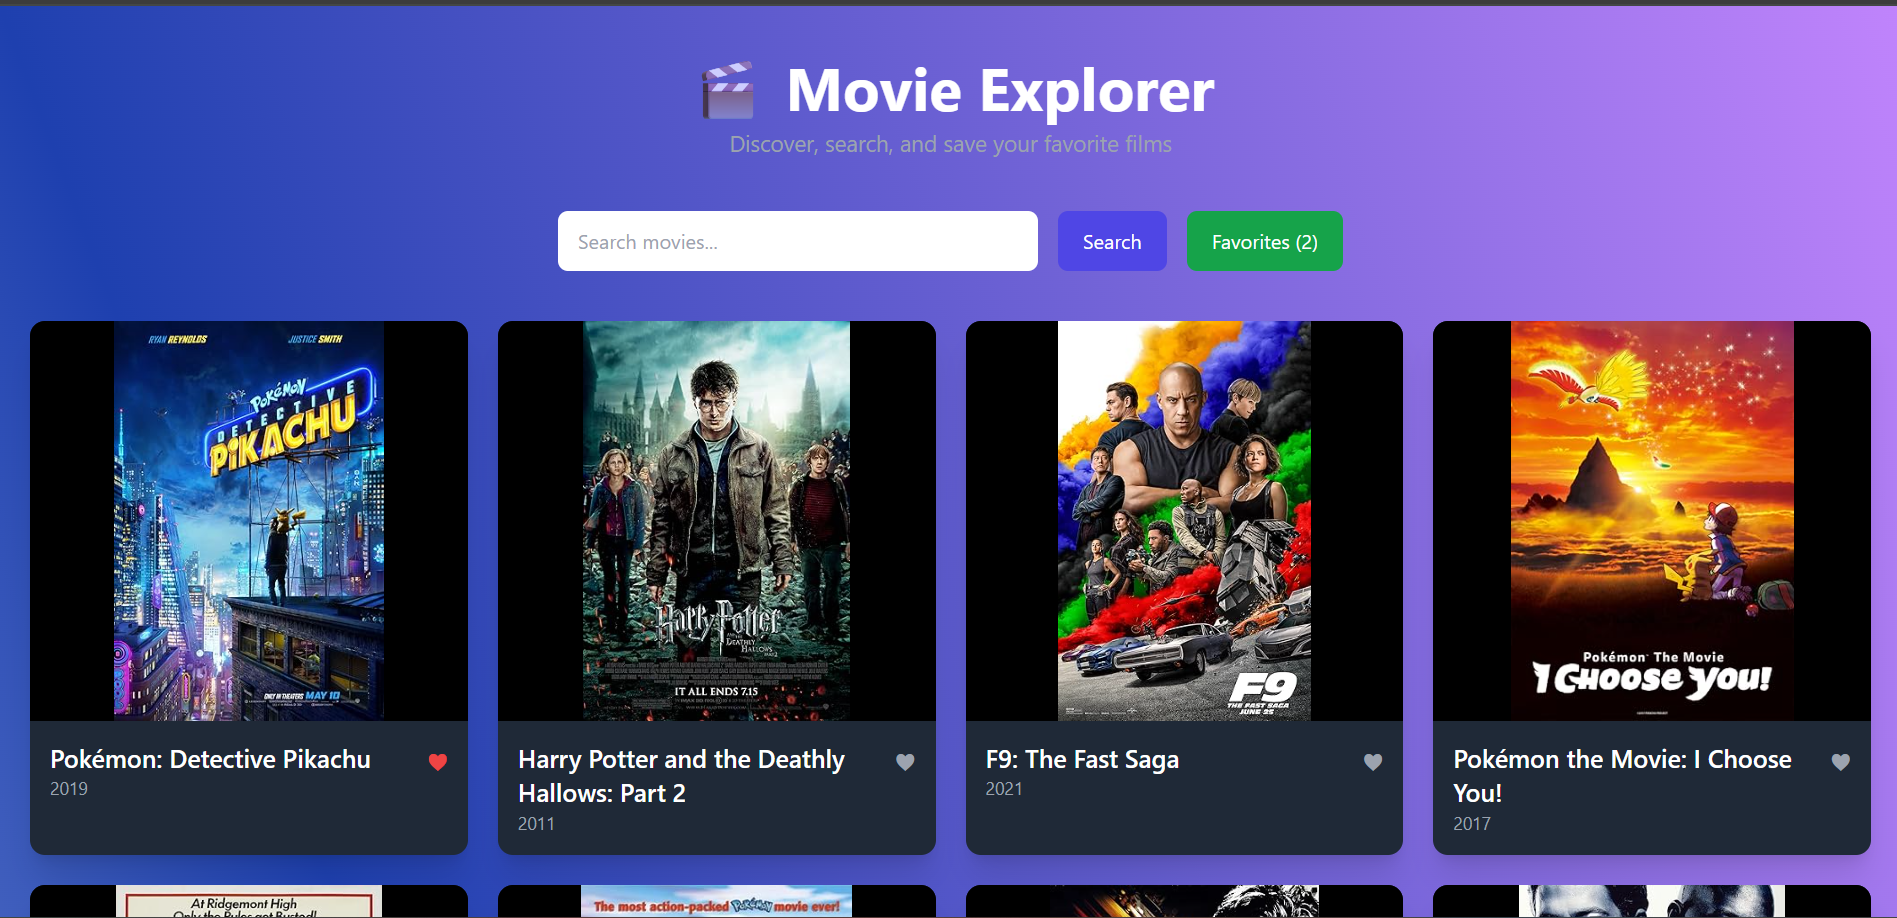 Movie Explorer
Discover, search, and save your favorite films
Search movies...
Search
Favorites (2)
RYAN REYNOLDS
JUSTICE SMITH
POKÉMON
DETECTIVE
PIKACHU
ONLY IN THEATERS MAY 10
Harry Potter
AND THE
DEATHLY
HALLOWS
PART 2
IT ALL ENDS 7.15
F9
THE FAST SAGA
JUNE 25
Pokémon The Movie
I CHOOSE YOU!
Pokémon: Detective Pikachu
2019
Harry Potter and the Deathly
Hallows: Part 2
2011
F9: The Fast Saga
2021
Pokémon the Movie: I Choose
You!
2017
At Ridgemont High
Only the Rules get Busted!
The most action-packed Pokémon movie ever!